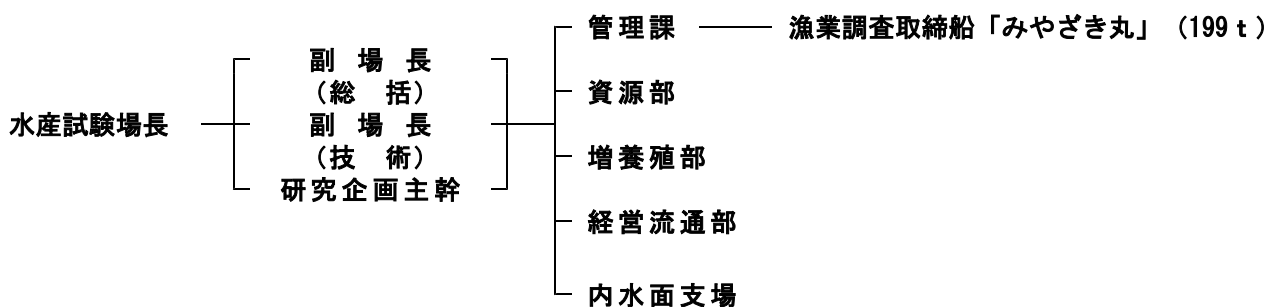 水産試験場長
副場長
(総括)
副場長
(技術)
研究企画主幹
管理課
漁業調査取締船「みやざき丸」(199t)
資源部
増養殖部
経営流通部
内水面支場